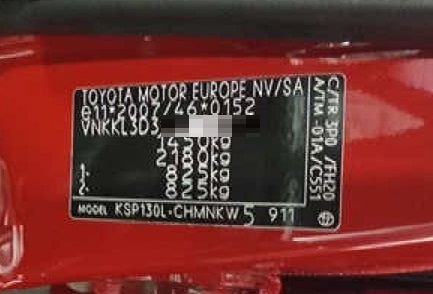 TOYOTA MOTOR EUROPE NV/SA
e11*2007/46*0152
VNKKL3D3
1450kg
2180kg
1- 825kg
2- 825kg
MODEL KSP130L-CHMNKW 5 911
C/TR 3P0 /FH20
A/TM -01A/C551